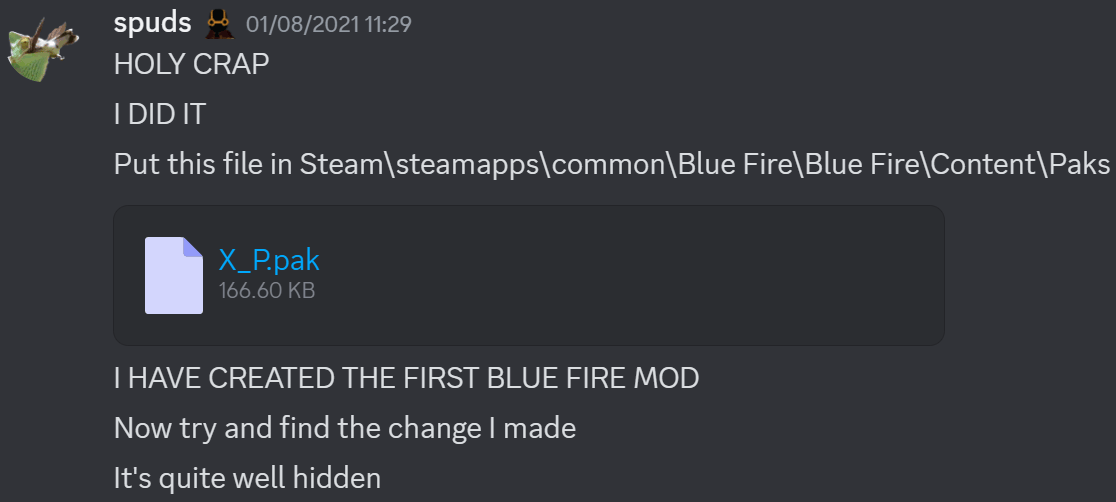 spuds 01/08/2021 11:29
HOLY CRAP
I DID IT
Put this file in Steam\steamapps\common\Blue Fire\Blue Fire\Content\Paks
X_P.pak
166.60 KB
I HAVE CREATED THE FIRST BLUE FIRE MOD
Now try and find the change I made
It's quite well hidden